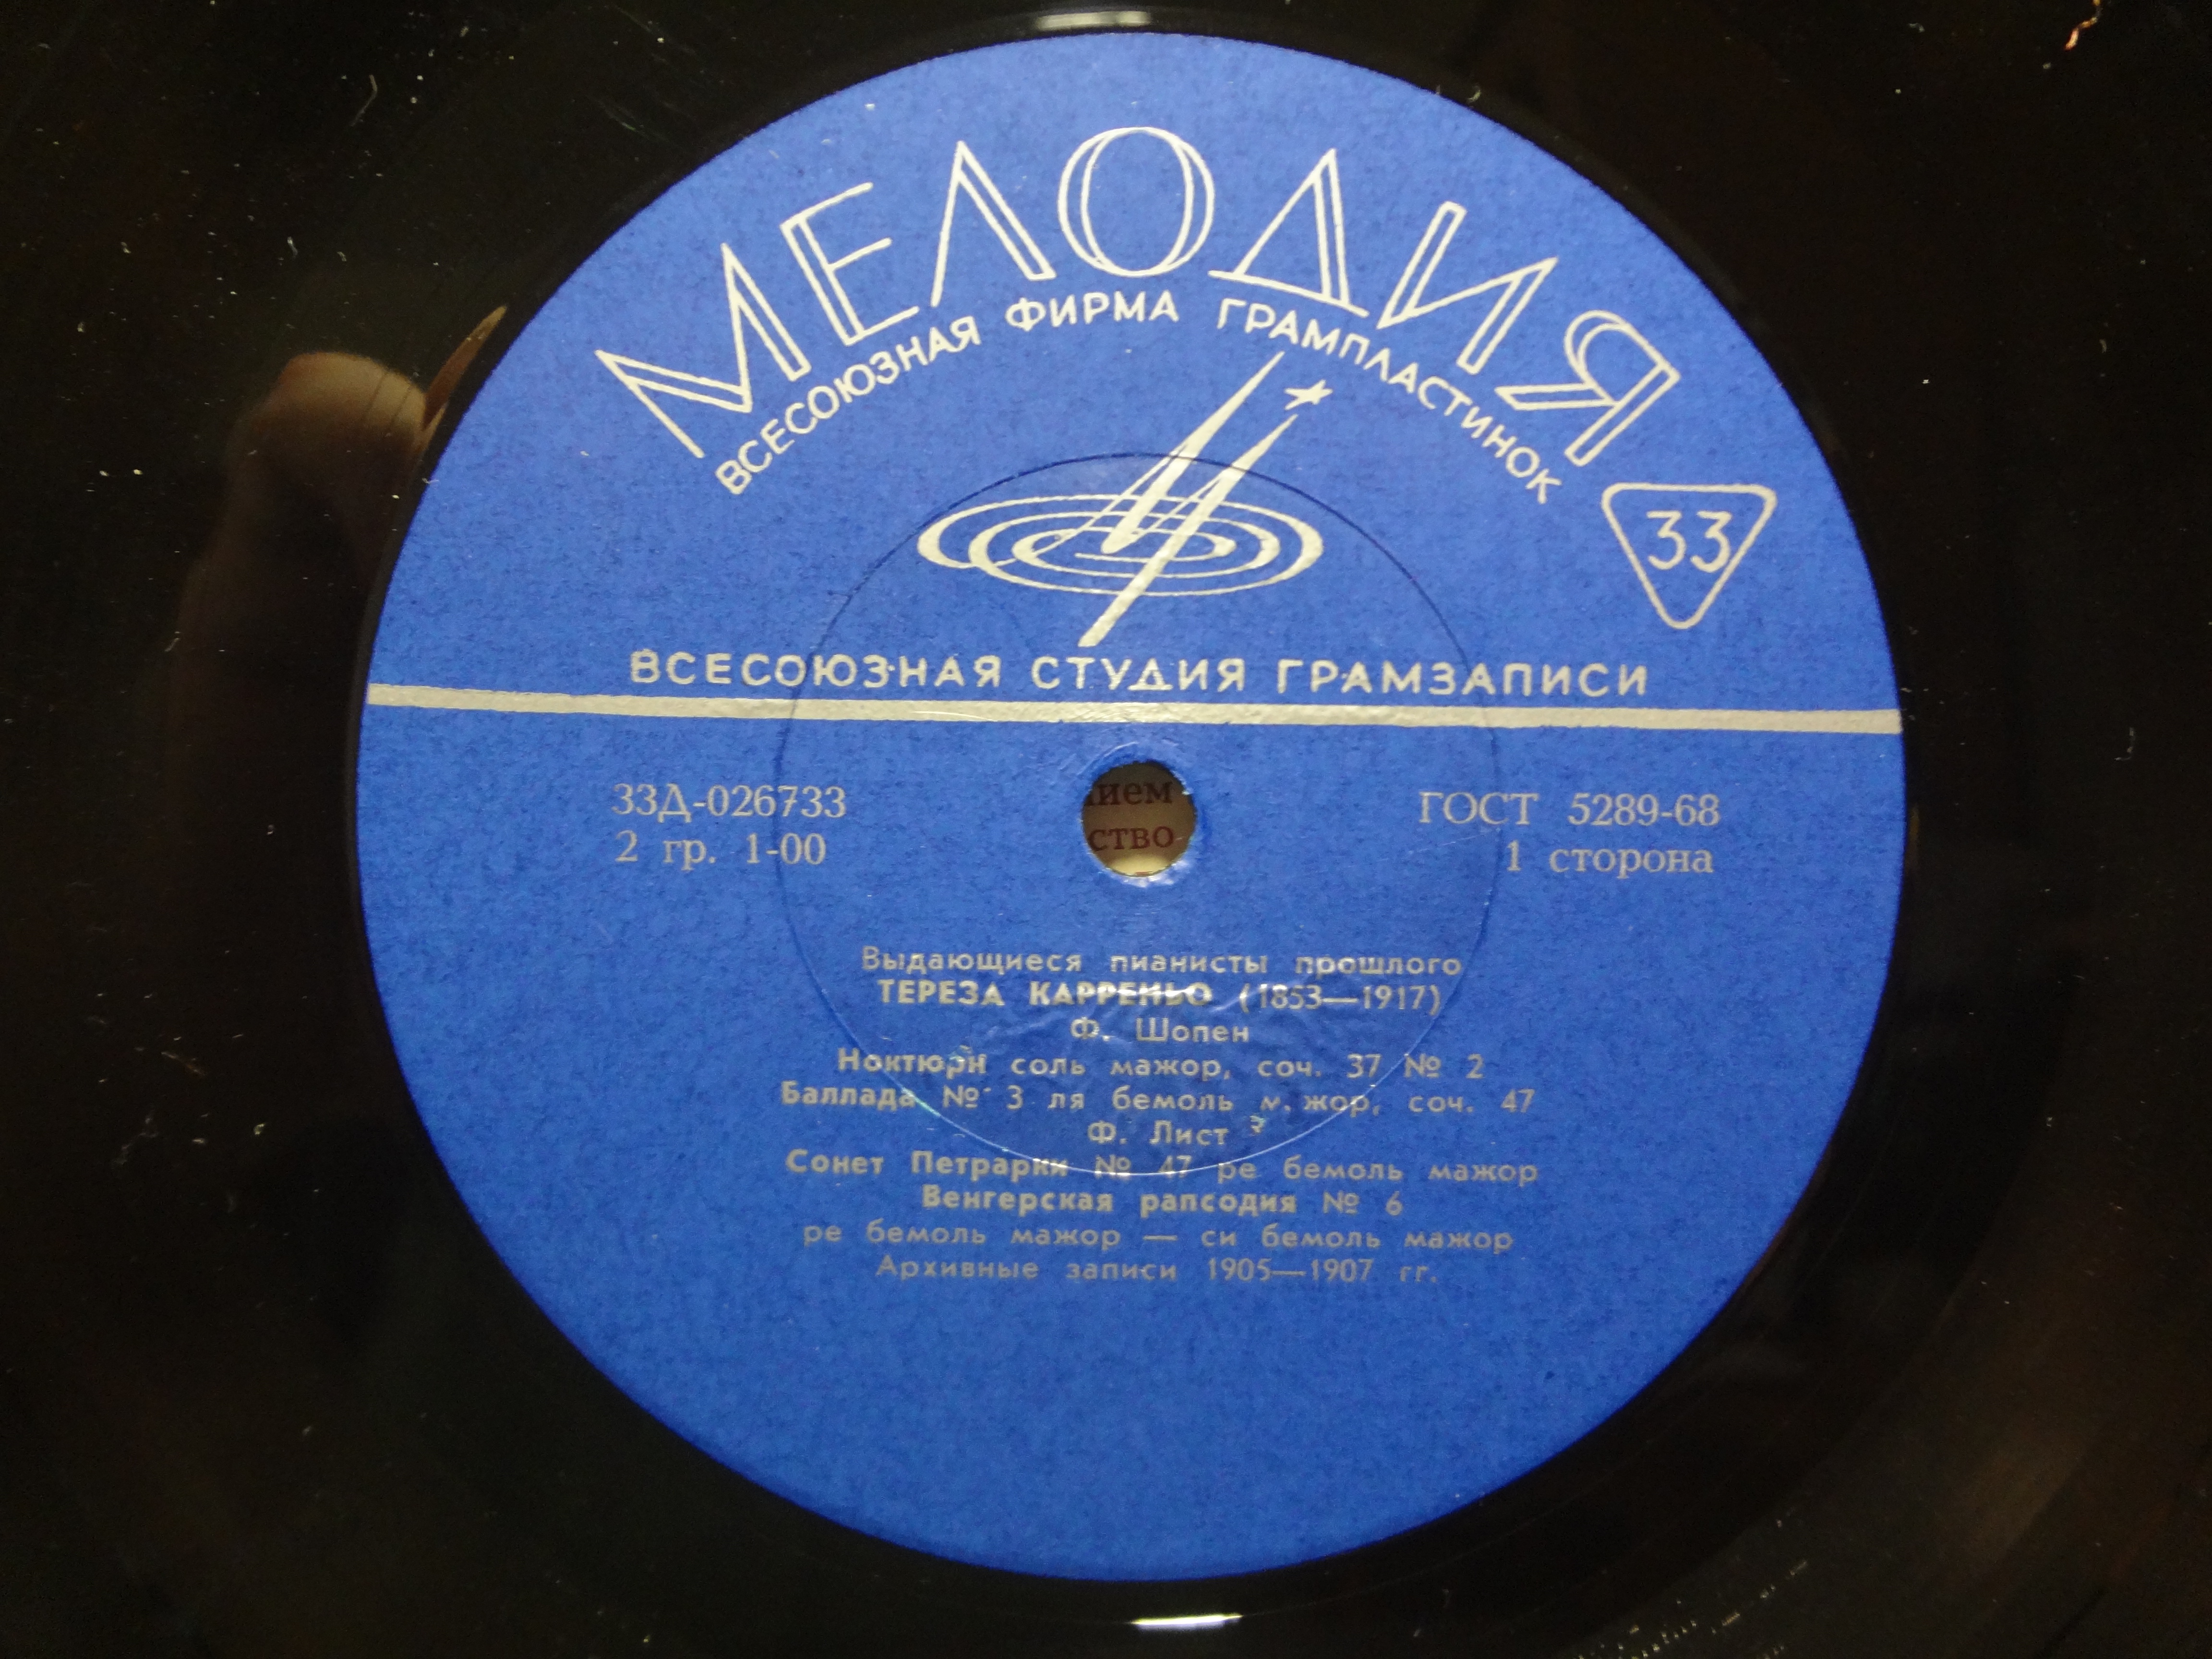 МЕЛОДИЯ
ВСЕСОЮЗНАЯ ФИРМА ГРАМПЛАСТИНОК
33
ВСЕСОЮЗНАЯ СТУДИЯ ГРАМЗАПИСИ
33Д-026733
2 гр. 1-00
ием
ство
ГОСТ 5289-68
1 сторона
Выдающиеся пианисты прошлого
ТЕРЕЗА КАРРЕНЬО (1853—1917)
Ф. Шопен
Ноктюрн соль мажор, соч. 37 № 2
Баллада № 3 ля бемоль мажор, соч. 47
Ф. Лист
Сонет Петрарки № 47 ре бемоль мажор
Венгерская рапсодия № 6
ре бемоль мажор — си бемоль мажор
Архивные записи 1905—1907 гг.